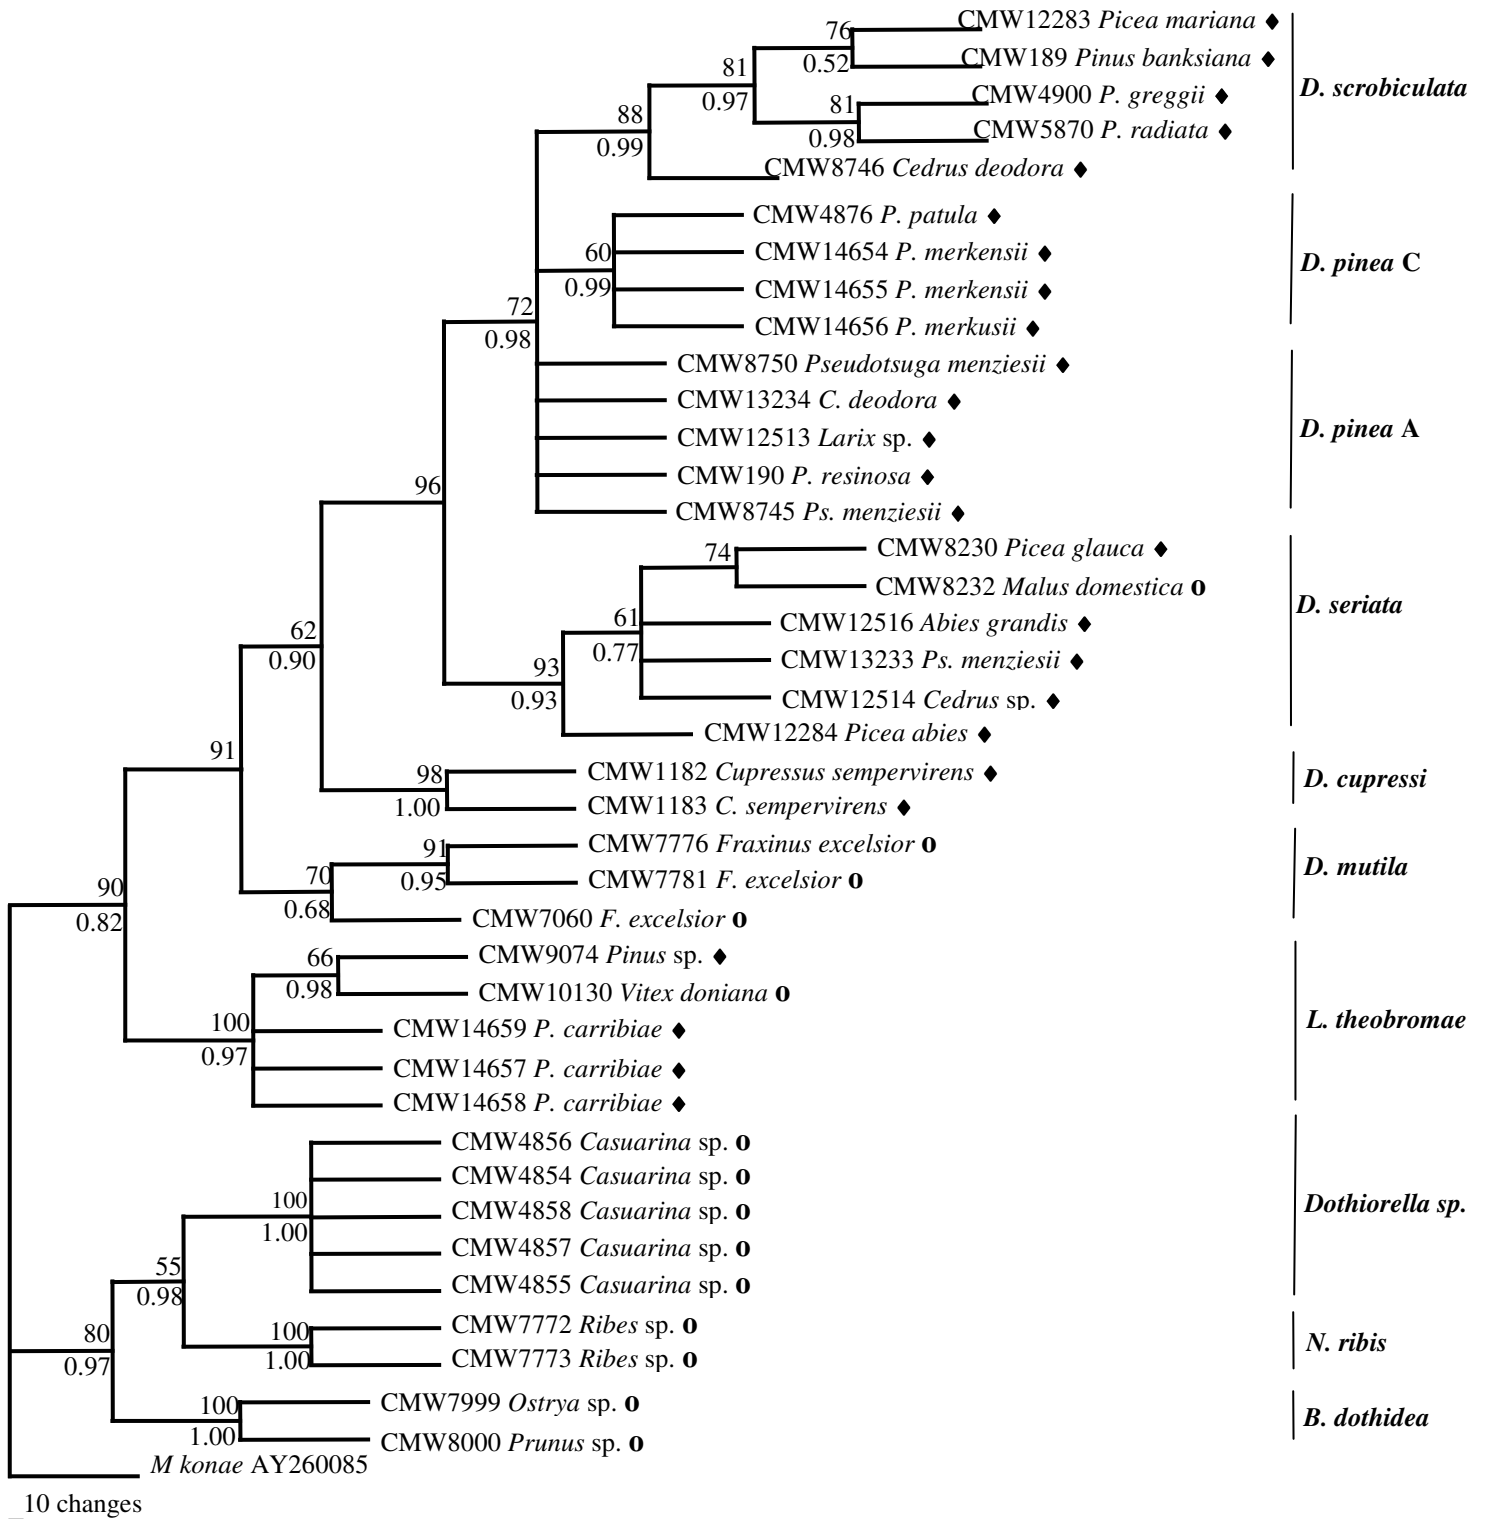 CMW12283 Picea mariana ♦
76
0.52
CMW189 Pinus banksiana ♦
81
0.97
D. scrobiculata
CMW4900 P. greggii ♦
81
0.98
88
0.99
CMW5870 P. radiata ♦
CMW8746 Cedrus deodora ♦
CMW4876 P. patula ♦
60
0.99
CMW14654 P. merkensii ♦
D. pinea C
CMW14655 P. merkensii ♦
72
0.98
CMW14656 P. merkusii ♦
CMW8750 Pseudotsuga menziesii ♦
CMW13234 C. deodora ♦
D. pinea A
CMW12513 Larix sp. ♦
CMW190 P. resinosa ♦
96
CMW8745 Ps. menziesii ♦
CMW8230 Picea glauca ♦
74
CMW8232 Malus domestica o
D. seriata
CMW12516 Abies grandis ♦
61
0.77
62
0.90
CMW13233 Ps. menziesii ♦
93
0.93
CMW12514 Cedrus sp. ♦
CMW12284 Picea abies ♦
91
CMW1182 Cupressus sempervirens ♦
98
1.00
D. cupressi
CMW1183 C. sempervirens ♦
CMW7776 Fraxinus excelsior o
91
0.95
D. mutila
70
0.68
CMW7781 F. excelsior o
90
0.82
CMW7060 F. excelsior o
CMW9074 Pinus sp. ♦
66
0.98
CMW10130 Vitex doniana o
100
0.97
L. theobromae
CMW14659 P. carribiae ♦
CMW14657 P. carribiae ♦
CMW14658 P. carribiae ♦
CMW4856 Casuarina sp. o
CMW4854 Casuarina sp. o
100
1.00
Dothiorella sp.
CMW4858 Casuarina sp. o
CMW4857 Casuarina sp. o
55
0.98
CMW4855 Casuarina sp. o
CMW7772 Ribes sp. o
80
0.97
100
1.00
N. ribis
CMW7773 Ribes sp. o
CMW7999 Ostrya sp. o
100
1.00
B. dothidea
CMW8000 Prunus sp. o
M konae AY260085
10 changes